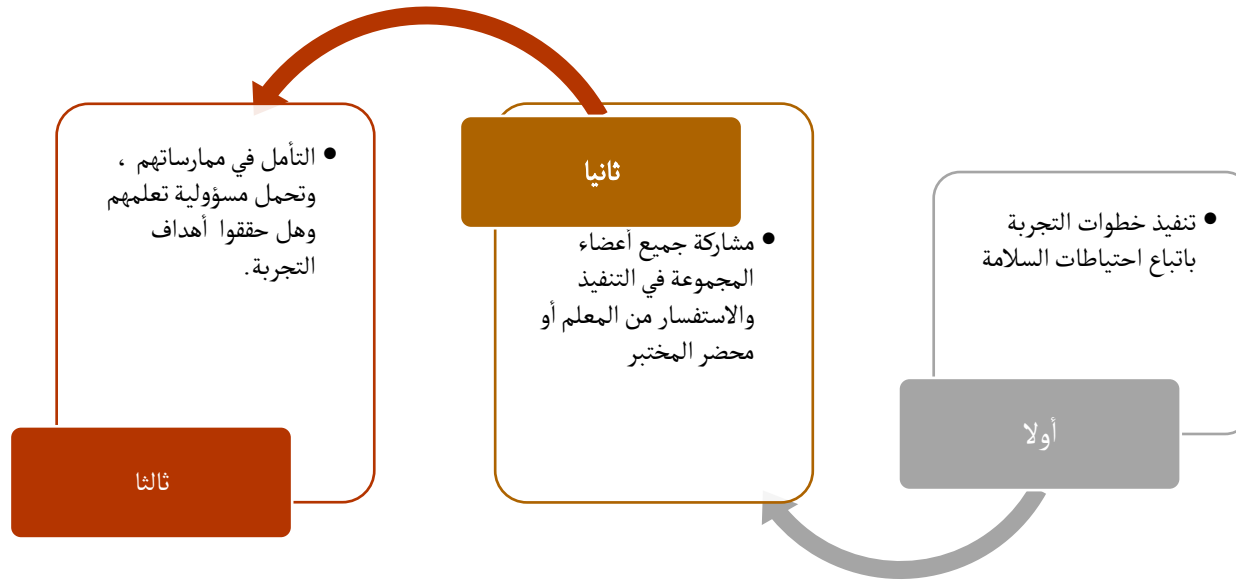 أولا
• تنفيذ خطوات التجربة
باتباع احتياطات السلامة
ثانيا
• مشاركة جميع أعضاء
المجموعة في التنفيذ
والاستفسار من المعلم أو
محضر المختبر
ثالثا
• التأمل في ممارساتهم ،
وتحمل مسؤولية تعلمهم
وهل حققوا أهداف
التجربة.